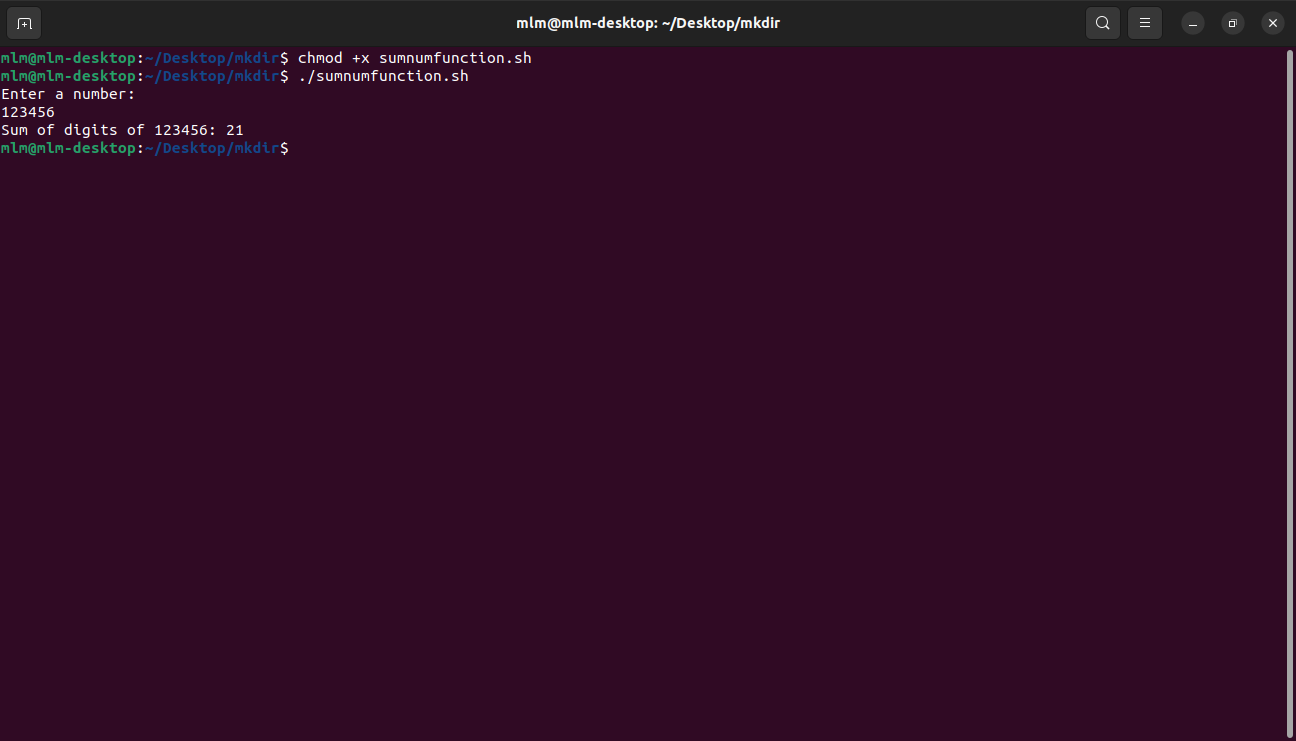 mlm@mlm-desktop: ~/Desktop/mkdir
mlm@mlm-desktop:~/Desktop/mkdir$ chmod +x sumnumfunction.sh
mlm@mlm-desktop:~/Desktop/mkdir$ ./sumnumfunction.sh
Enter a number:
123456
Sum of digits of 123456: 21
mlm@mlm-desktop:~/Desktop/mkdir$